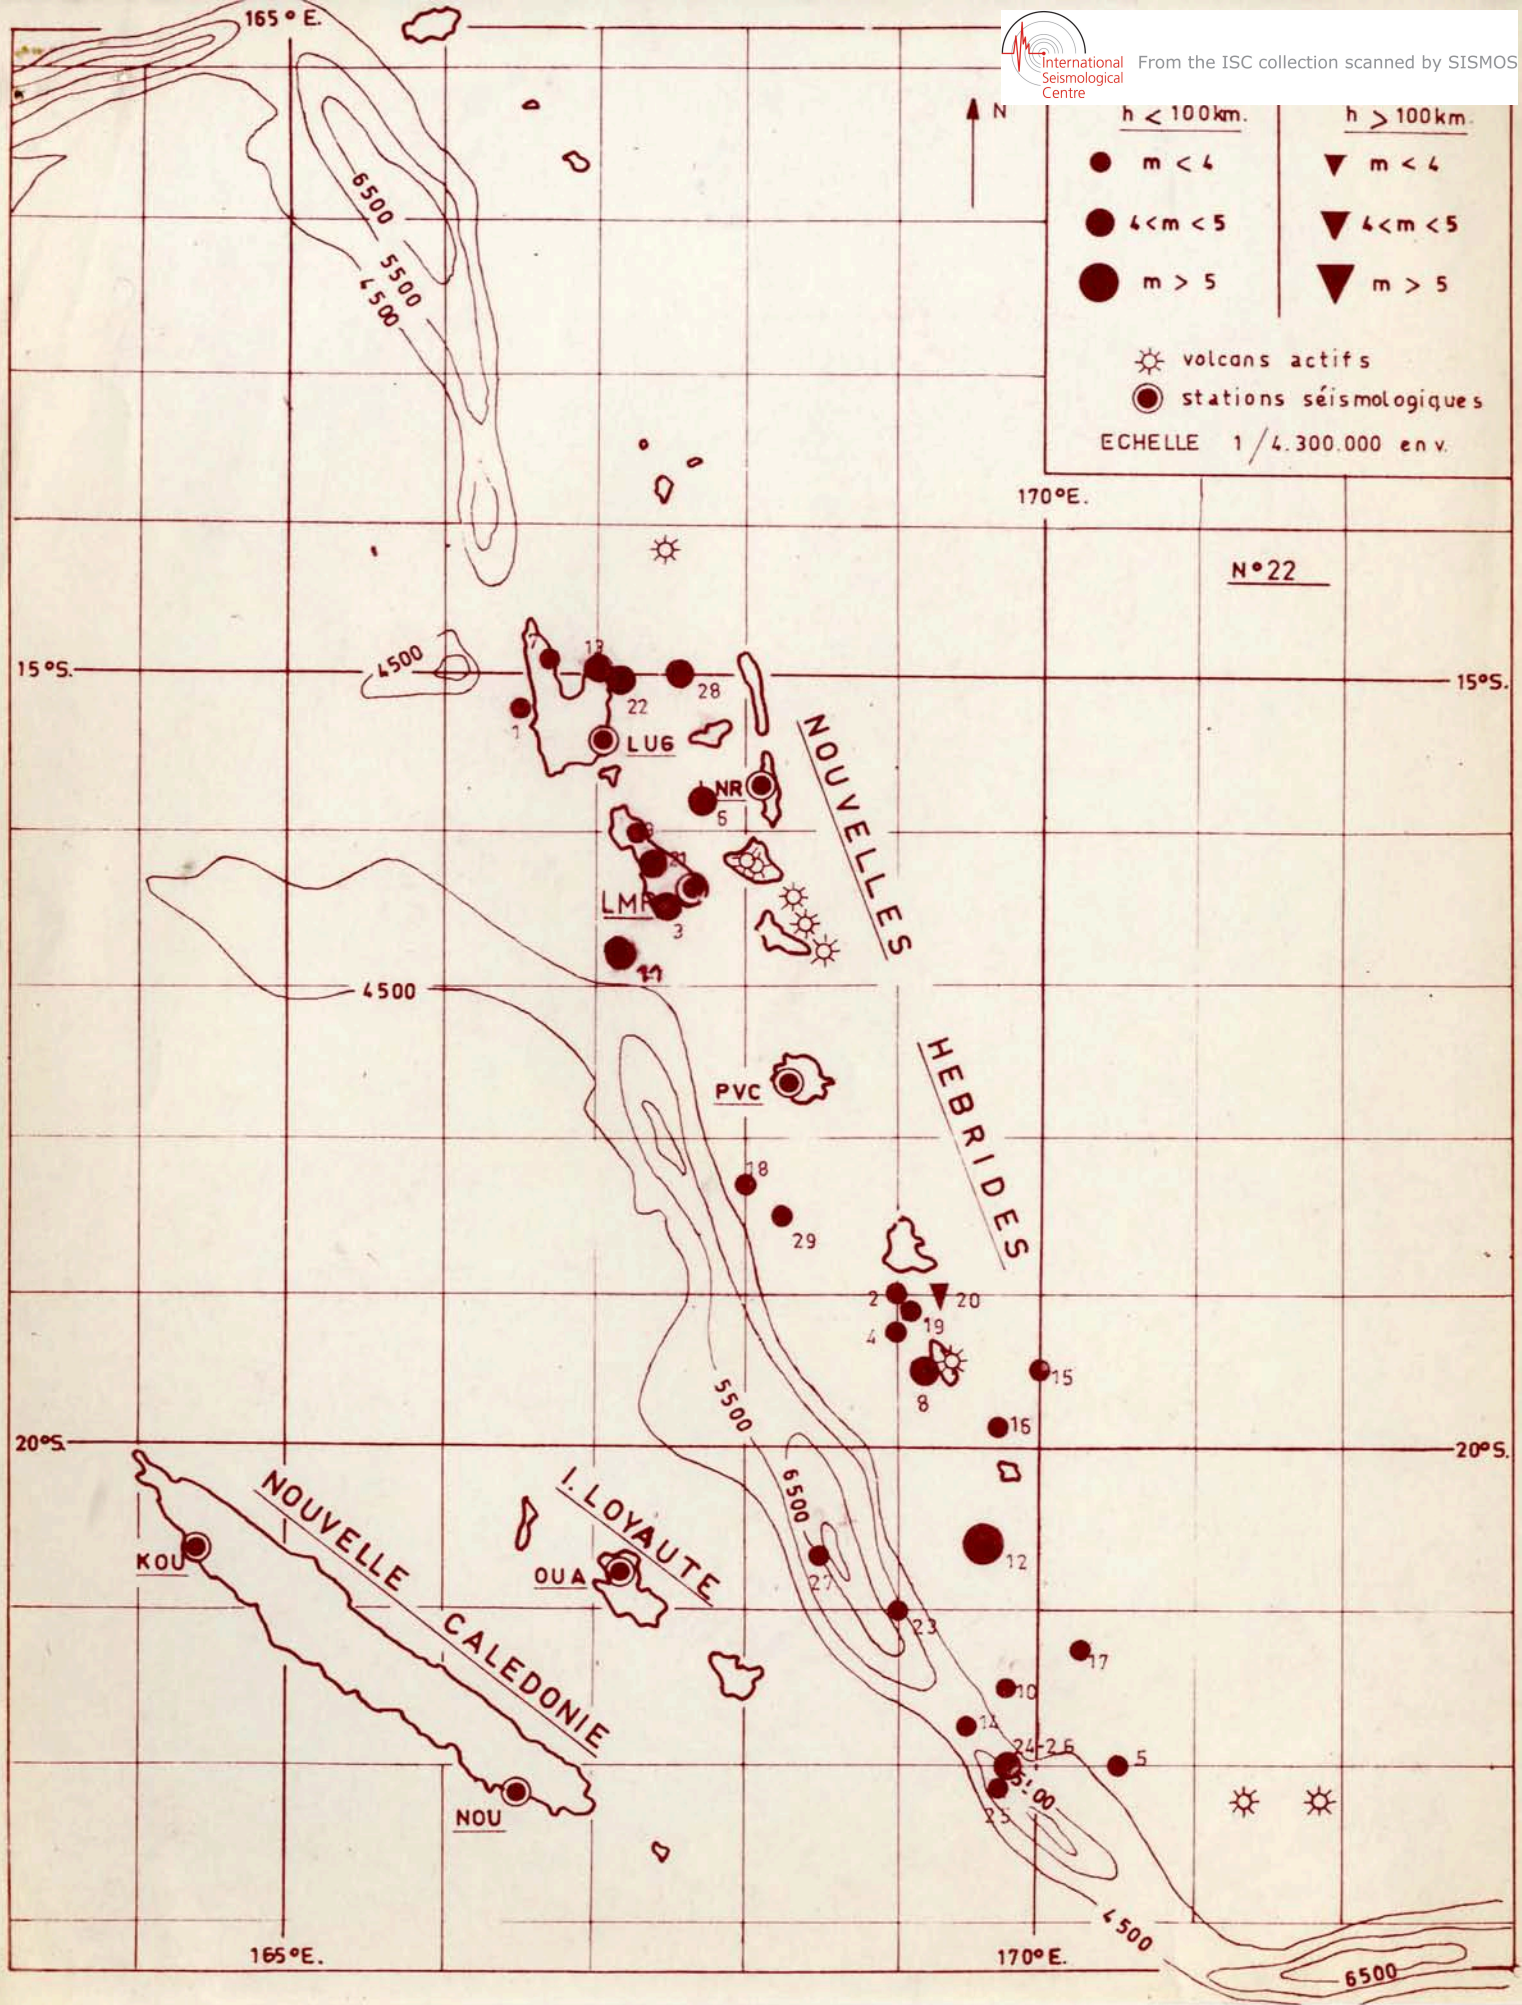 165° E.
International
Seismological
Centre
From the ISC collection scanned by SISMOS
N
h < 100km.
h > 100km.
m < 4
m < 4
4<m <5
4<m <5
m > 5
m > 5
volcans actifs
stations séismologiques
ECHELLE 1/4.300.000 env.
6500
5500
4500
170°E.
N°22
15°S.
4500
7
13
22
28
15°S.
1
LUG
NR
NOUVELLES
21
LMP
3
11
4500
PVC
HEBRIDES
18
29
2
20
19
4
15
8
5500
16
20°S.
20°S.
NOUVELLE CALEDONIE
I. LOYAUTE
6500
KOU
OUA
12
27
23
17
10
14
24-26
5
25
NOU
4500
165°E.
170°E.
6500